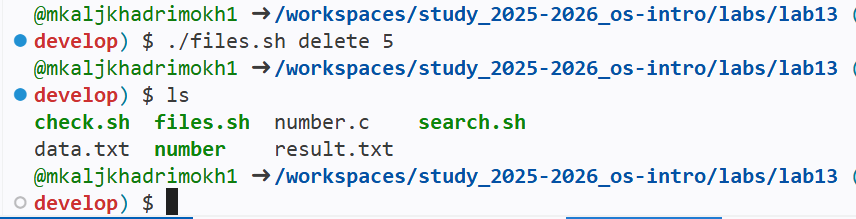 @mkaljkhadrimokh1 ➜/workspaces/study_2025-2026_os-intro/labs/lab13 (
develop) $ ./files.sh delete 5
@mkaljkhadrimokh1 ➜/workspaces/study_2025-2026_os-intro/labs/lab13 (
develop) $ ls
check.sh files.sh number.c search.sh
data.txt number result.txt
@mkaljkhadrimokh1 ➜/workspaces/study_2025-2026_os-intro/labs/lab13 (
develop) $